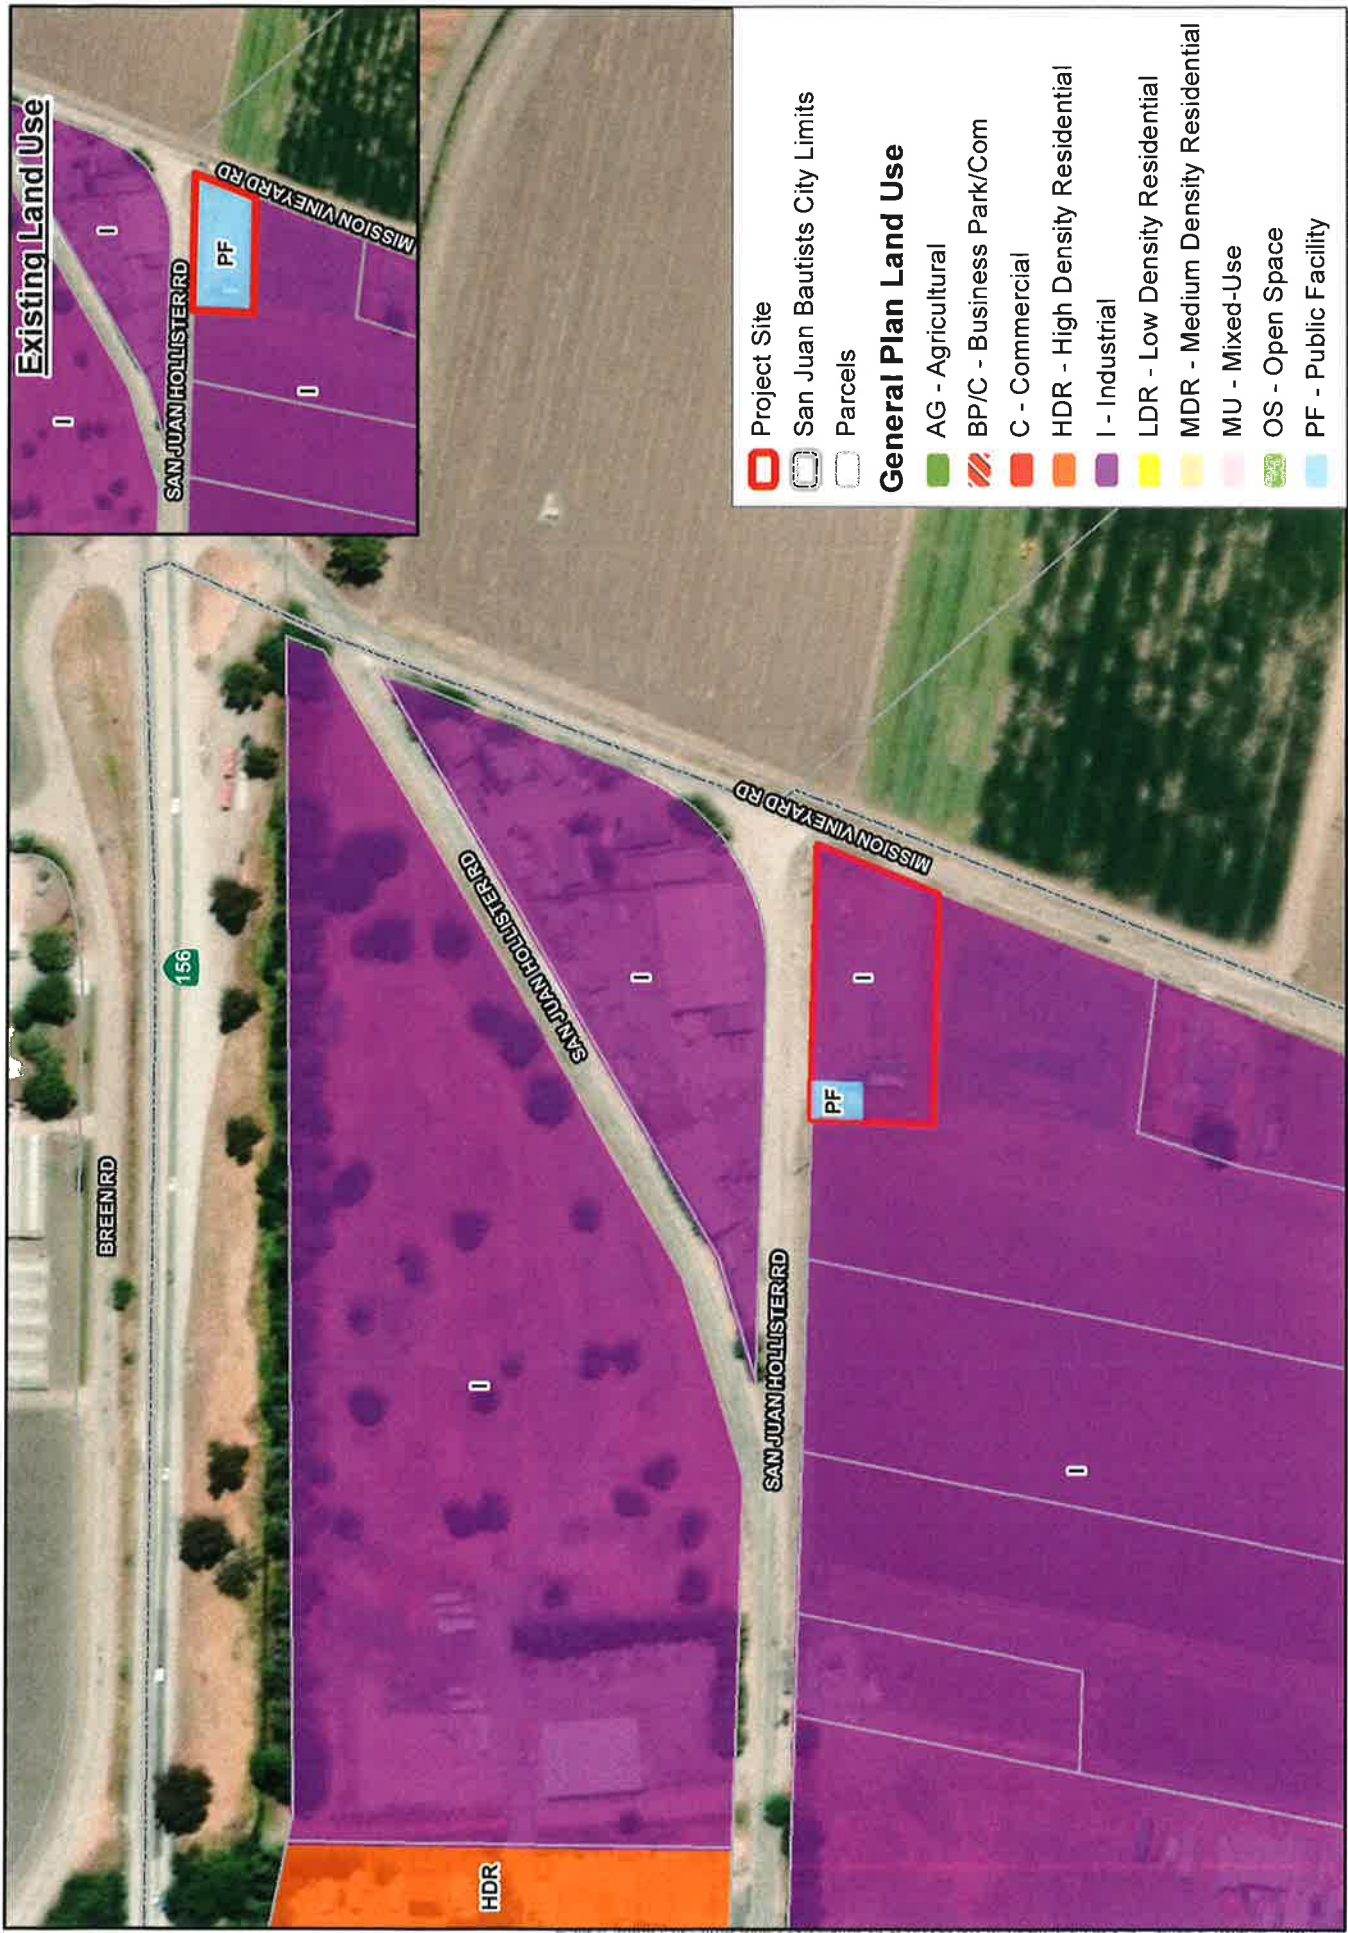 Existing Land Use
I
I
SAN JUAN HOLLISTER RD
PF
MISSION VINEYARD RD
I
BREEN RD
156
SAN JUAN HOLLISTER RD
I
I
SAN JUAN HOLLISTER RD
MISSION VINEYARD RD
PF
I
I
HDR
Project Site
San Juan Bautists City Limits
Parcels
General Plan Land Use
AG - Agricultural
BP/C - Business Park/Com
C - Commercial
HDR - High Density Residential
I - Industrial
LDR - Low Density Residential
MDR - Medium Density Residential
MU - Mixed-Use
OS - Open Space
PF - Public Facility